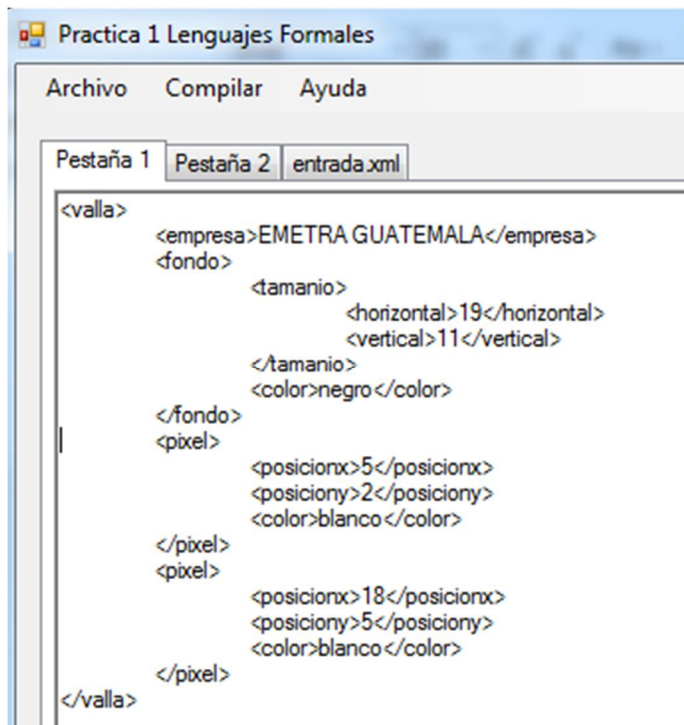 Practica 1 Lenguajes Formales
Archivo Compilar Ayuda
Pestaña 1 Pestaña 2 entrada.xml
<valla>
<empresa>EMETRA GUATEMALA</empresa>
<fondo>
<tamanio>
<horizontal>19</horizontal>
<vertical>11</vertical>
</tamanio>
<color>negro</color>
</fondo>
<pixel>
<posicionx>5</posicionx>
<posiciony>2</posiciony>
<color>blanco</color>
</pixel>
<pixel>
<posicionx>18</posicionx>
<posiciony>5</posiciony>
<color>blanco</color>
</pixel>
</valla>